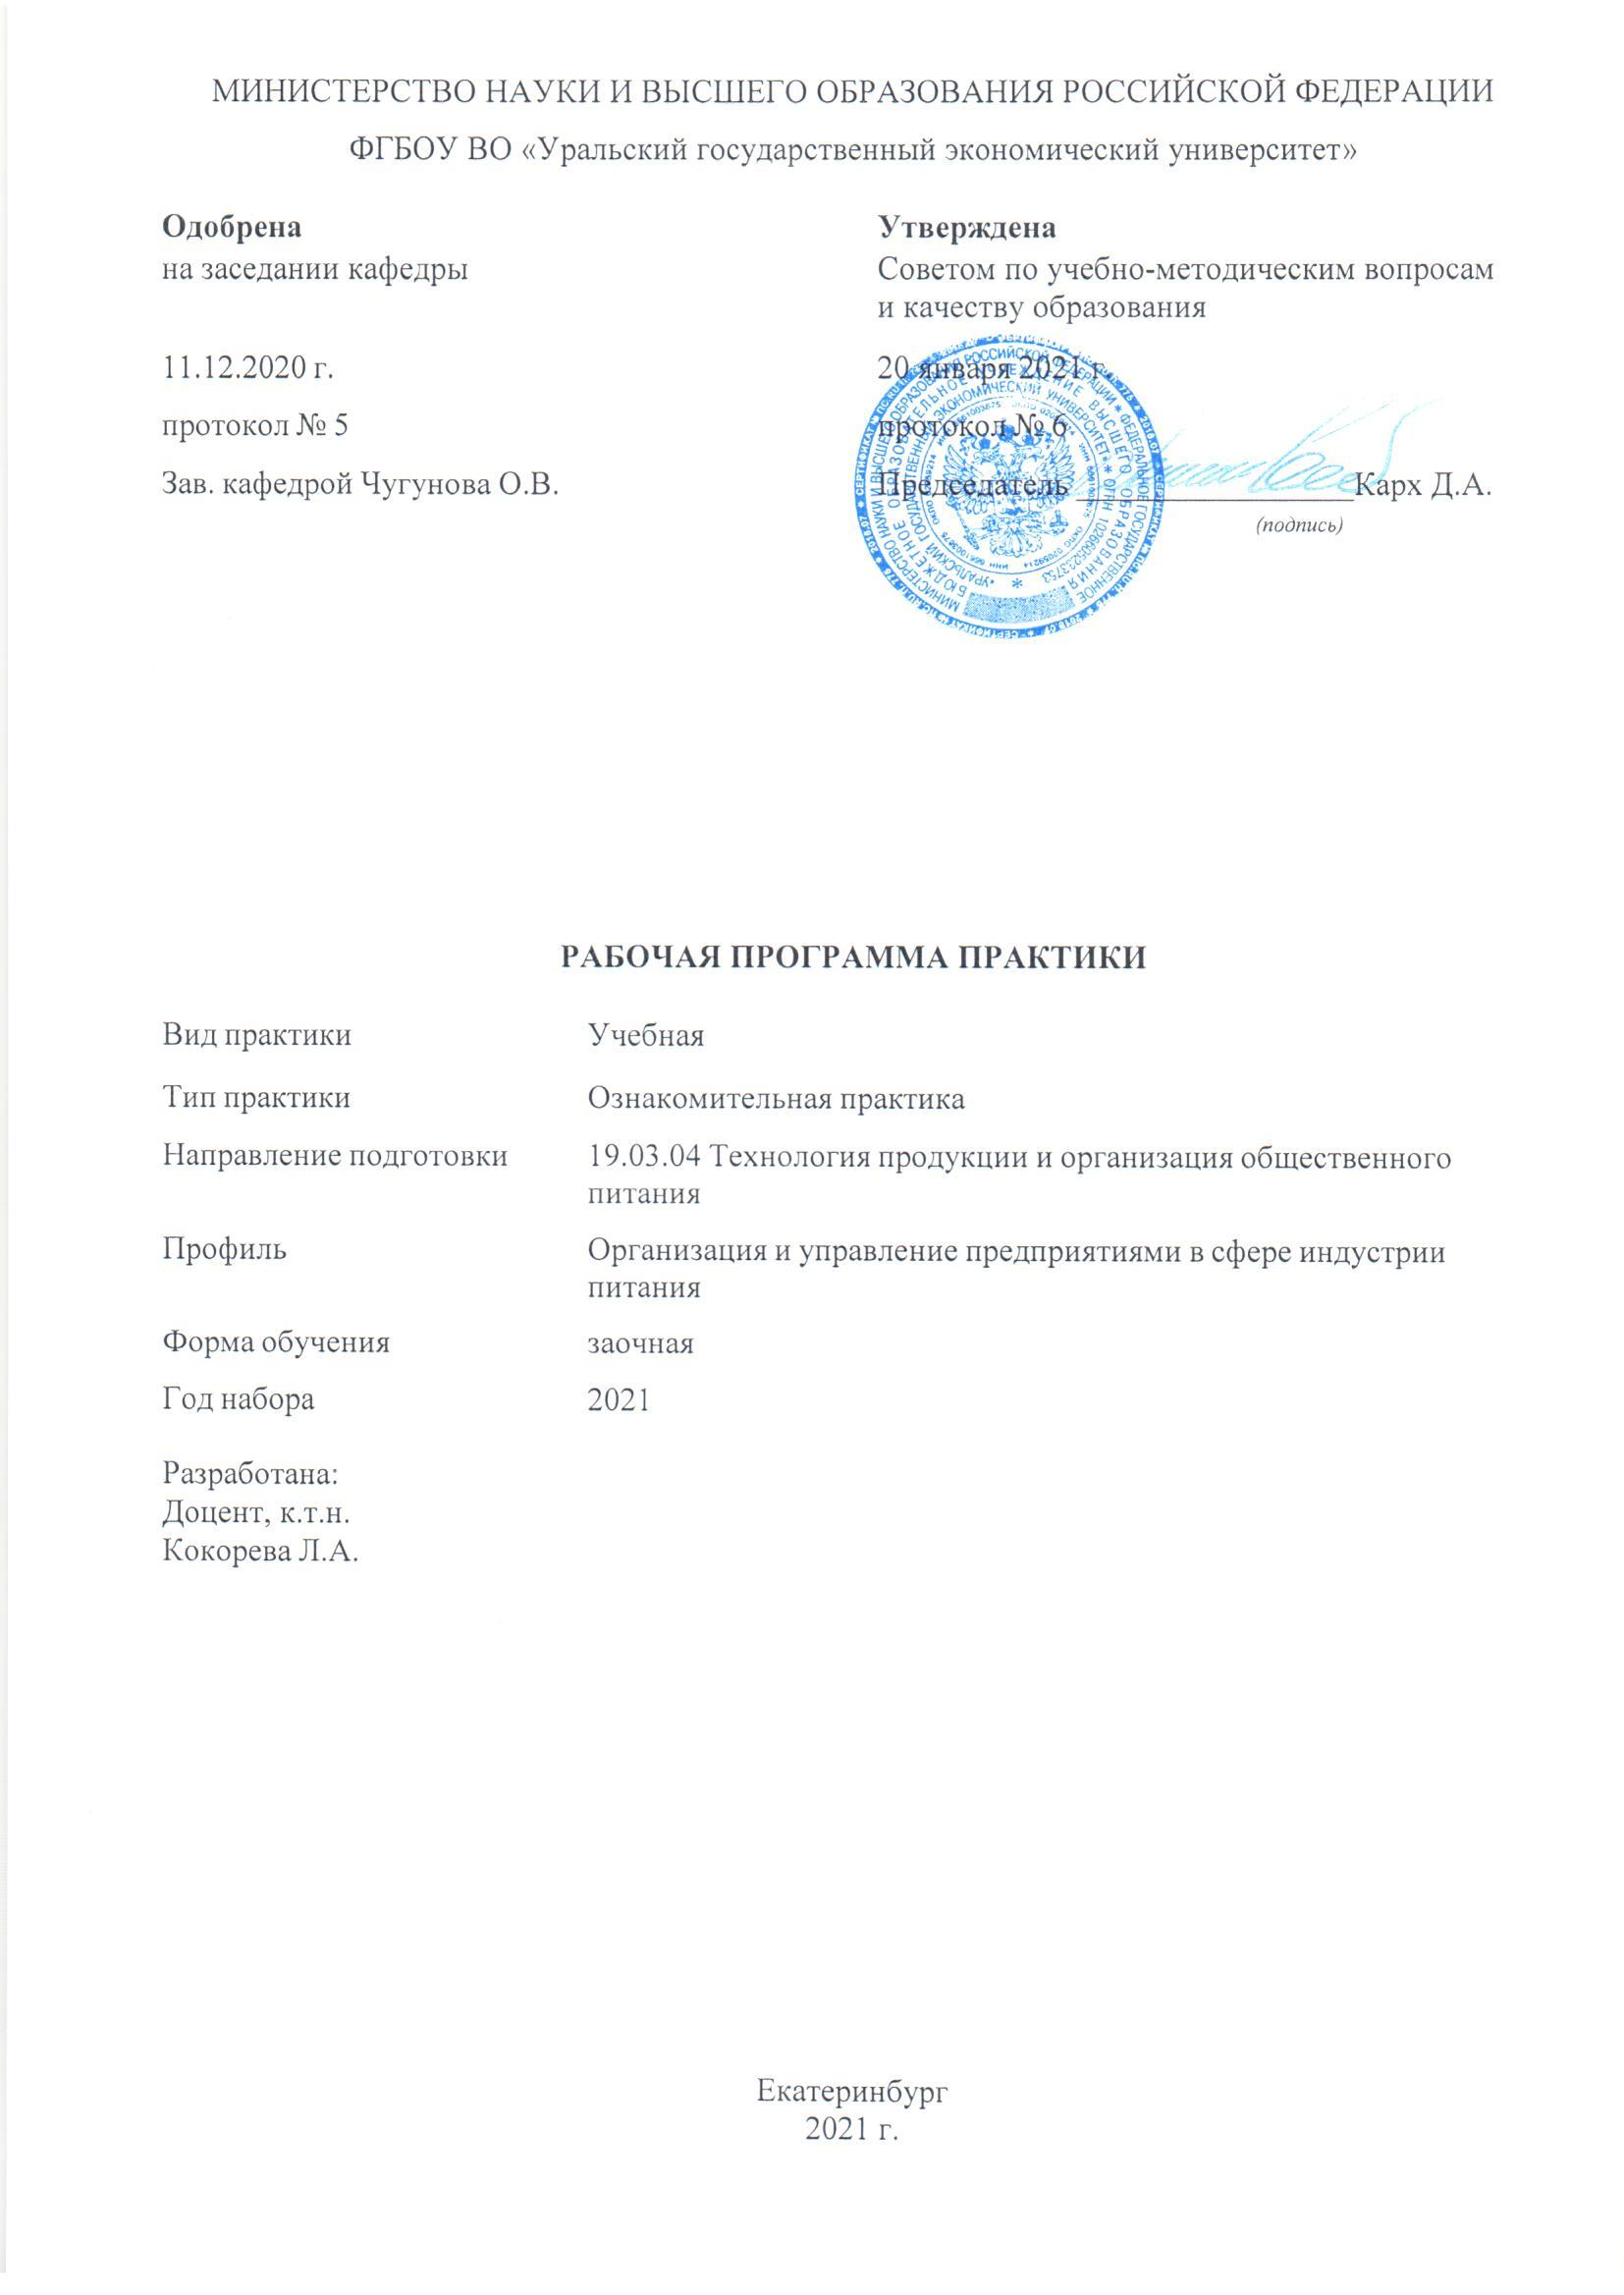 МИНИСТЕРСТВО НАУКИ И ВЫСШЕГО ОБРАЗОВАНИЯ РОССИЙСКОЙ ФЕДЕРАЦИИ
ФГБОУ ВО «Уральский государственный экономический университет»
Одобрена
на заседании кафедры
11.12.2020 г.
протокол № 5
Зав. кафедрой Чугунова О.В.
Утверждена
Советом по учебно-методическим вопросам
и качеству образования
20 января 2021 г.
протокол № 6
Председатель Карх Д.А.
(подпись)
РАБОЧАЯ ПРОГРАММА ПРАКТИКИ
Вид практики Учебная
Тип практики Ознакомительная практика
Направление подготовки 19.03.04 Технология продукции и организация общественного
питания
Профиль Организация и управление предприятиями в сфере индустрии
питания
Форма обучения заочная
Год набора 2021
Разработана:
Доцент, к.т.н.
Кокорева Л.А.
Екатеринбург
2021 г.